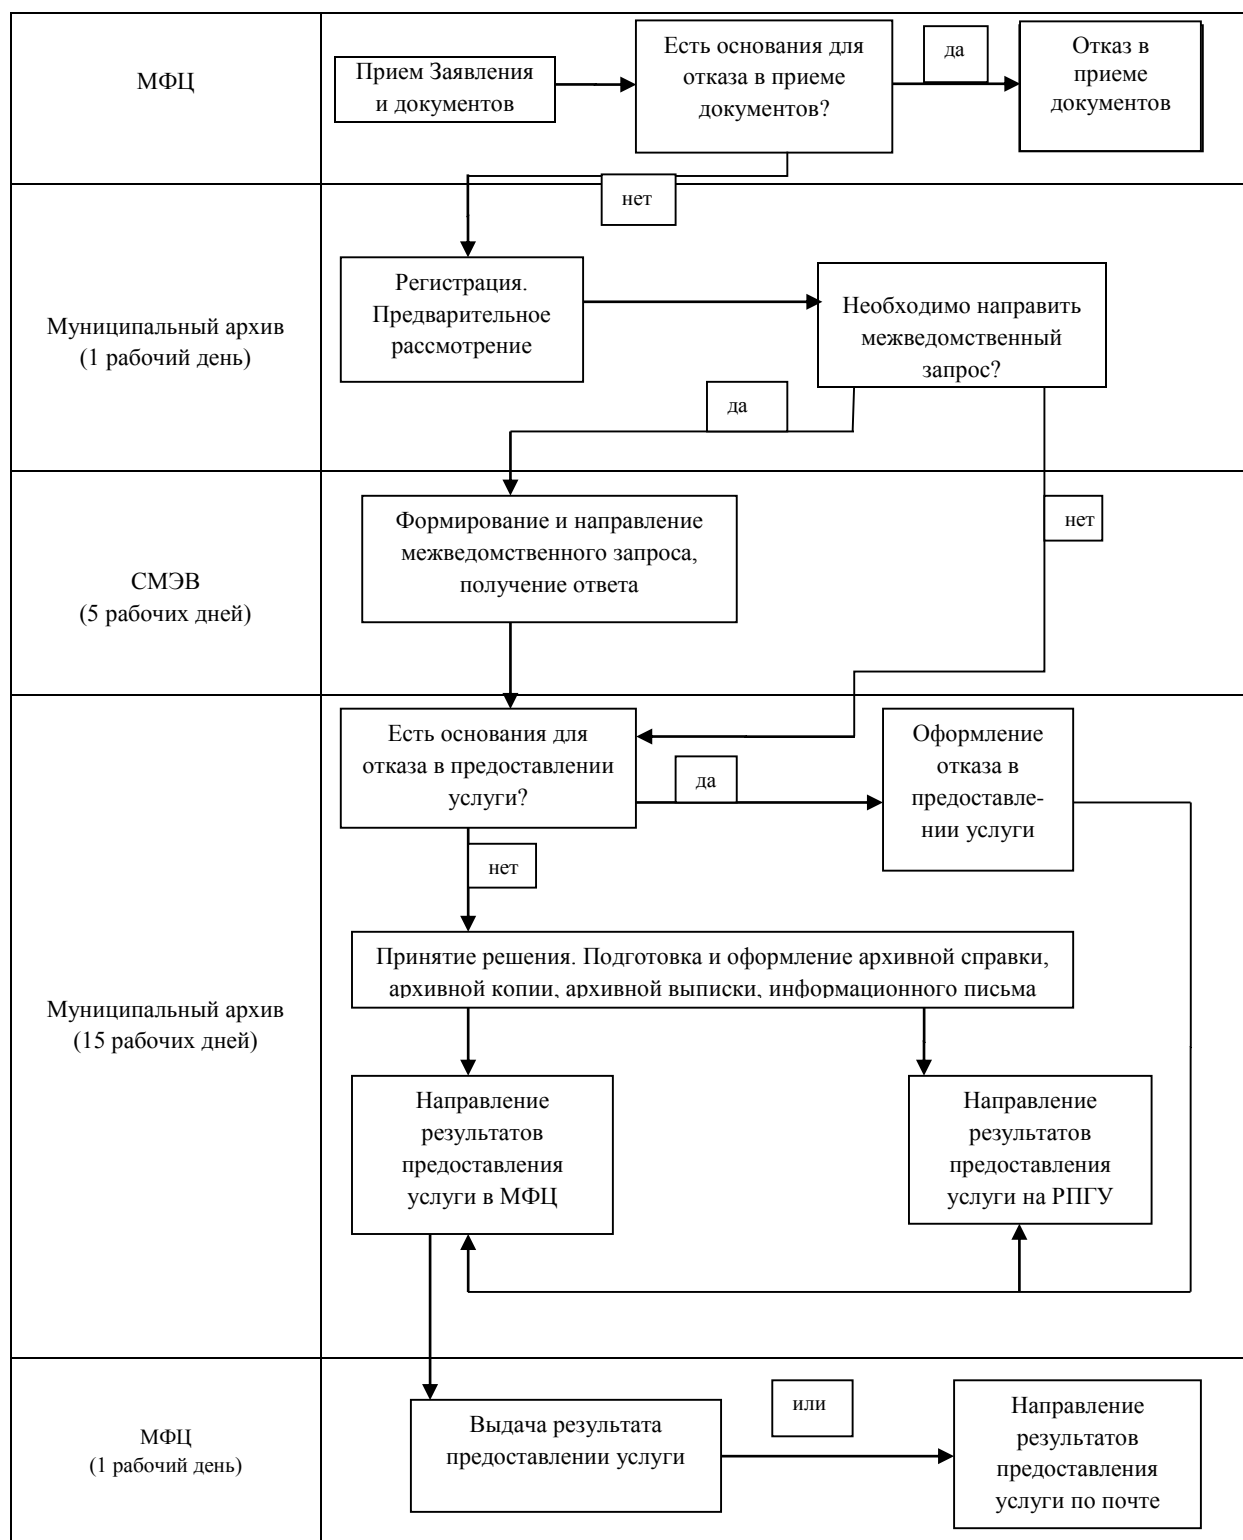 МФЦ
Прием Заявления
и документов
Есть основания для
отказа в приеме
документов?
да
Отказ в
приеме
документов
нет
Муниципальный архив
(1 рабочий день)
Регистрация.
Предварительное
рассмотрение
Необходимо направить
межведомственный
запрос?
да
СМЭВ
(5 рабочих дней)
Формирование и направление
межведомственного запроса,
получение ответа
нет
Муниципальный архив
(15 рабочих дней)
Есть основания для
отказа в предоставлении
услуги?
да
Оформление
отказа в
предоставле-
нии услуги
нет
Принятие решения. Подготовка и оформление архивной справки,
архивной копии, архивной выписки, информационного письма
Направление
результатов
предоставления
услуги в МФЦ
Направление
результатов
предоставления
услуги на РПГУ
МФЦ
(1 рабочий день)
Выдача результата
предоставлении услуги
или
Направление
результатов
предоставления
услуги по почте